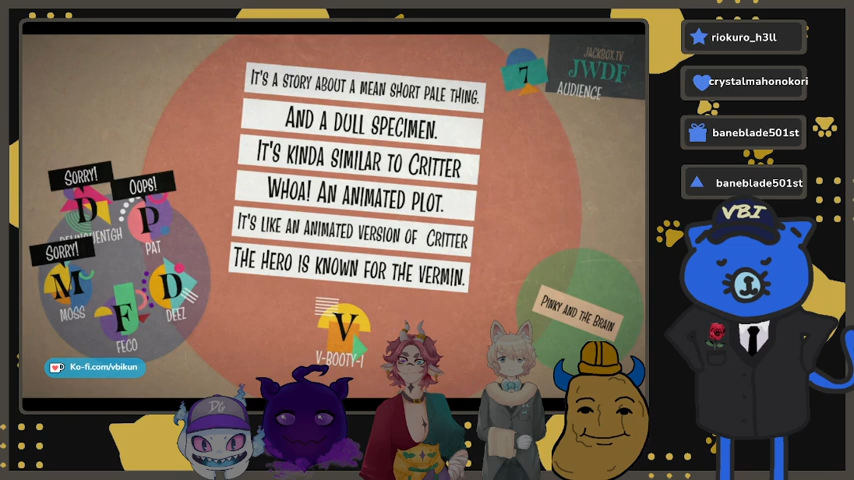 It's a story about a mean short pale thing.
And a dull specimen.
It's kinda similar to Critter
Whoa! An animated plot.
It's like an animated version of Critter
The hero is known for the vermin.
7
JACKBOX.TV
JWDF
AUDIENCE
SORRY!
D
OOPS!
P
PAT
SORRY!
M
MOSS
D
DEEZ
F
FECO
V
V-BOOTY-I
Pinky and the Brain
Ko-fi.com/vbikun
riokuro_h3ll
crystalmahonokori
baneblade501st
baneblade501st
VBI
DG